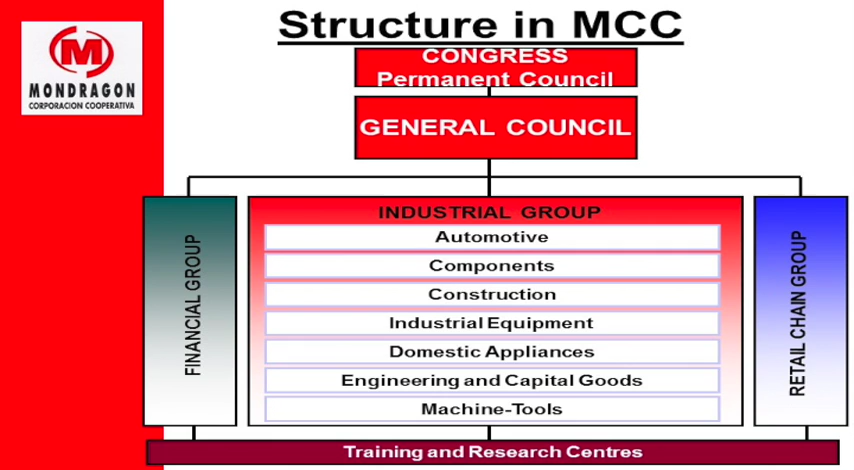 Structure in MCC
MONDRAGON
CORPORACION COOPERATIVA
CONGRESS
Permanent Council
GENERAL COUNCIL
FINANCIAL GROUP
INDUSTRIAL GROUP
Automotive
Components
Construction
Industrial Equipment
Domestic Appliances
Engineering and Capital Goods
Machine-Tools
RETAIL CHAIN GROUP
Training and Research Centres